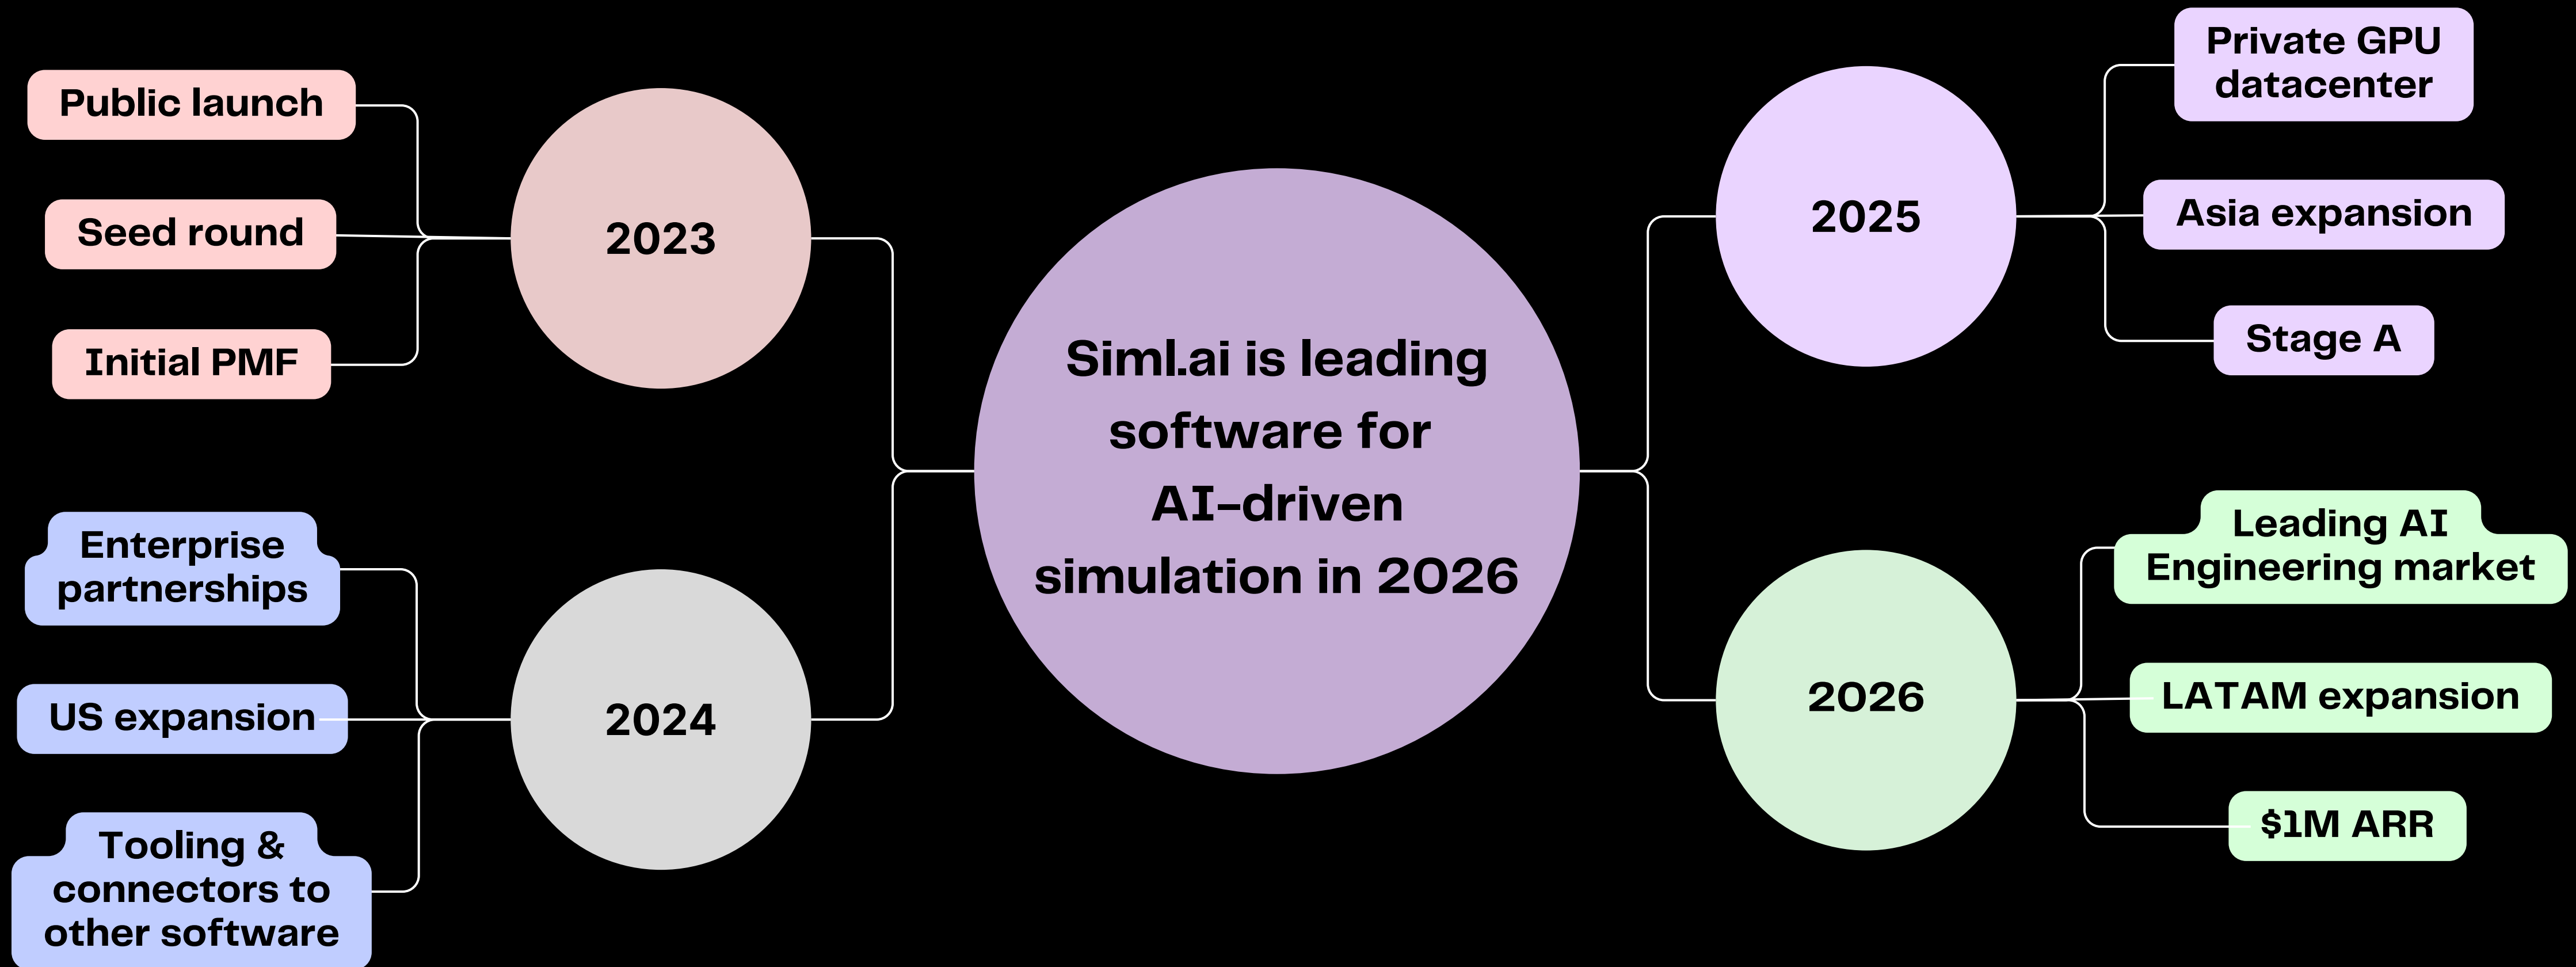 Public launch
Seed round
Initial PMF
2023
Enterprise
partnerships
US expansion
Tooling &
connectors to
other software
2024
Siml.ai is leading
software for
AI-driven
simulation in 2026
2025
Private GPU
datacenter
Asia expansion
Stage A
2026
Leading AI
Engineering market
LATAM expansion
$1M ARR